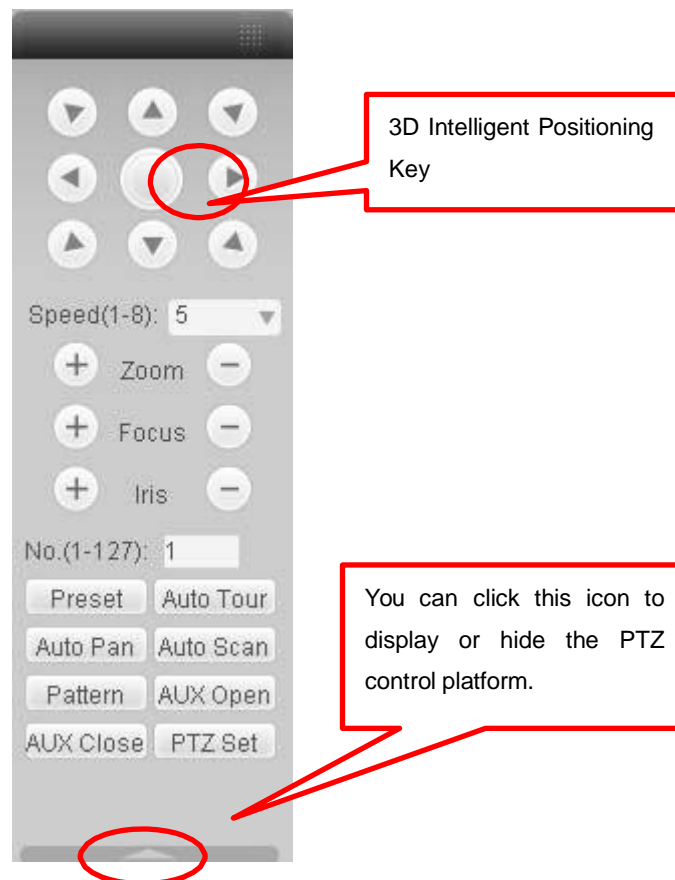 3D Intelligent Positioning
Key
Speed(1-8): 5
+ Zoom −
+ Focus −
+ Iris −
No.(1-127): 1
Preset Auto Tour
Auto Pan Auto Scan
Pattern AUX Open
AUX Close PTZ Set
You can click this icon to
display or hide the PTZ
control platform.